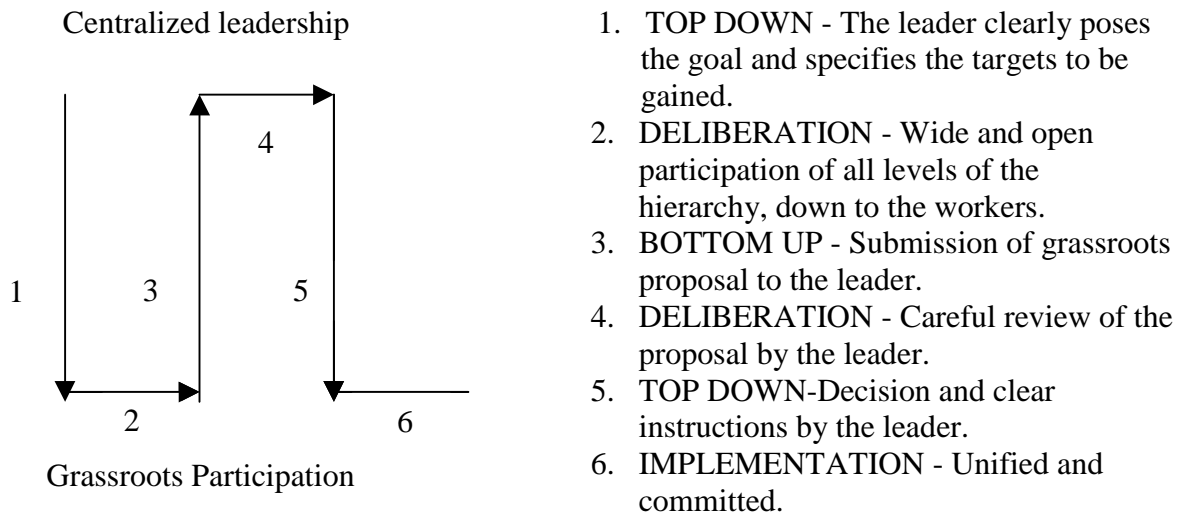 Centralized leadership
1
2
3
4
5
6
Grassroots Participation
1. TOP DOWN - The leader clearly poses
the goal and specifies the targets to be
gained.
2. DELIBERATION - Wide and open
participation of all levels of the
hierarchy, down to the workers.
3. BOTTOM UP - Submission of grassroots
proposal to the leader.
4. DELIBERATION - Careful review of the
proposal by the leader.
5. TOP DOWN-Decision and clear
instructions by the leader.
6. IMPLEMENTATION - Unified and
committed.